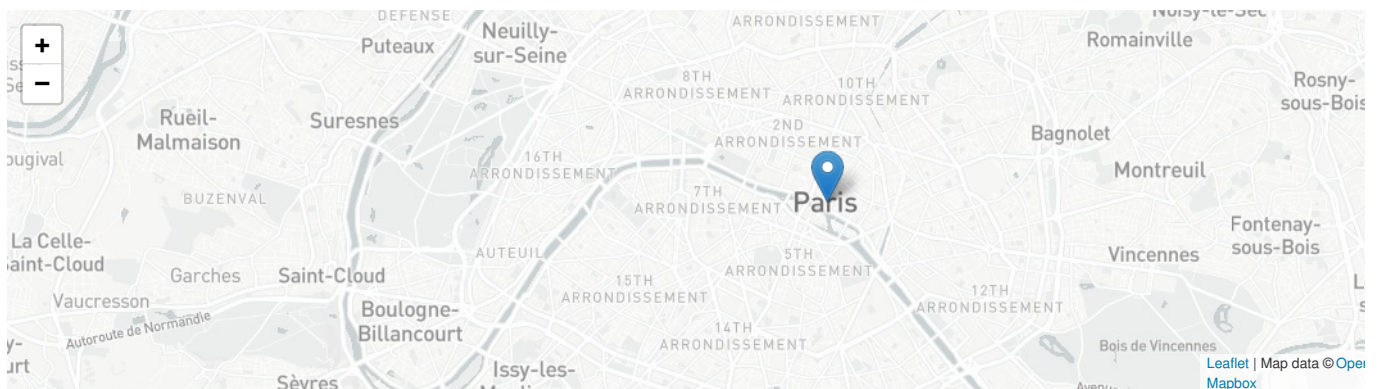 DEFENSE
Neuilly-
sur-Seine
Puteaux
ARRONDISSEMENT
Romainville
+
−
8TH
ARRONDISSEMENT
10TH
ARRONDISSEMENT
Rosny-
sous-Bois
Rueil-
Malmaison
Suresnes
2ND
ARRONDISSEMENT
Bagnolet
16TH
ARRONDISSEMENT
Montreuil
BUZENVAL
7TH
ARRONDISSEMENT
Paris
La Celle-
Saint-Cloud
Garches
Saint-Cloud
AUTEUIL
5TH
ARRONDISSEMENT
Vincennes
Fontenay-
sous-Bois
Vaucresson
15TH
ARRONDISSEMENT
12TH
ARRONDISSEMENT
Autoroute de Normandie
Boulogne-
Billancourt
14TH
ARRONDISSEMENT
Bois de Vincennes
Sèvres
Issy-les-
Leaflet | Map data © Open
Mapbox